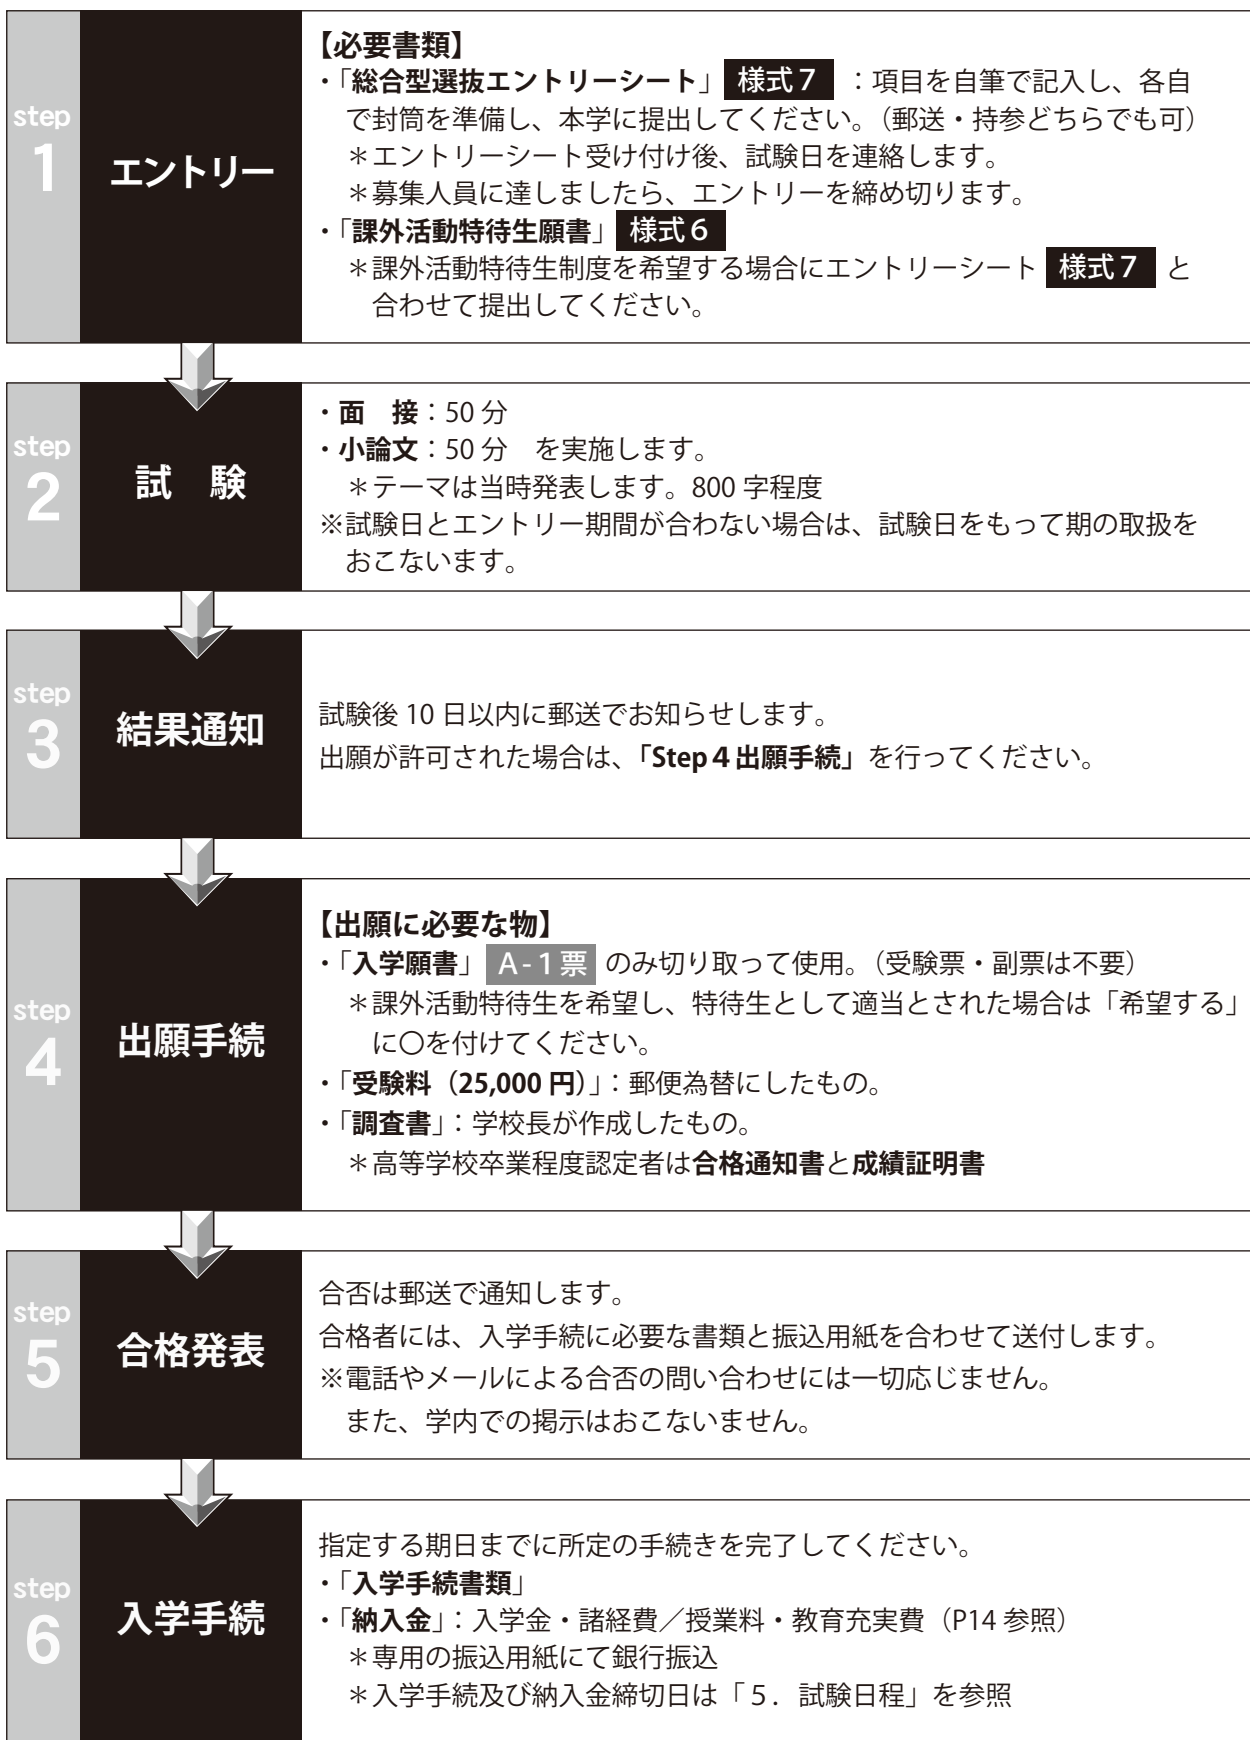 step
1
エントリー
【必要書類】
・「総合型選抜エントリーシート」 様式７ ：項目を自筆で記入し、各自
で封筒を準備し、本学に提出してください。（郵送・持参どちらでも可）
＊エントリーシート受け付け後、試験日を連絡します。
＊募集人員に達しましたら、エントリーを締め切ります。
・「課外活動特待生願書」 様式６
＊課外活動特待生制度を希望する場合にエントリーシート 様式７ と
合わせて提出してください。
step
2
試　験
・面　接：50 分
・小論文：50 分　を実施します。
＊テーマは当時発表します。800 字程度
※試験日とエントリー期間が合わない場合は、試験日をもって期の取扱を
おこないます。
step
3
結果通知
試験後 10 日以内に郵送でお知らせします。
出願が許可された場合は、「Step４出願手続」を行ってください。
step
4
出願手続
【出願に必要な物】
・「入学願書」 A-１票 のみ切り取って使用。（受験票・副票は不要）
＊課外活動特待生を希望し、特待生として適当とされた場合は「希望する」
に〇を付けてください。
・「受験料（25,000 円）」：郵便為替にしたもの。
・「調査書」：学校長が作成したもの。
＊高等学校卒業程度認定者は合格通知書と成績証明書
step
5
合格発表
合否は郵送で通知します。
合格者には、入学手続に必要な書類と振込用紙を合わせて送付します。
※電話やメールによる合否の問い合わせには一切応じません。
また、学内での掲示はおこないません。
step
6
入学手続
指定する期日までに所定の手続きを完了してください。
・「入学手続書類」
・「納入金」：入学金・諸経費／授業料・教育充実費（P14 参照）
＊専用の振込用紙にて銀行振込
＊入学手続及び納入金締切日は「５．試験日程」を参照